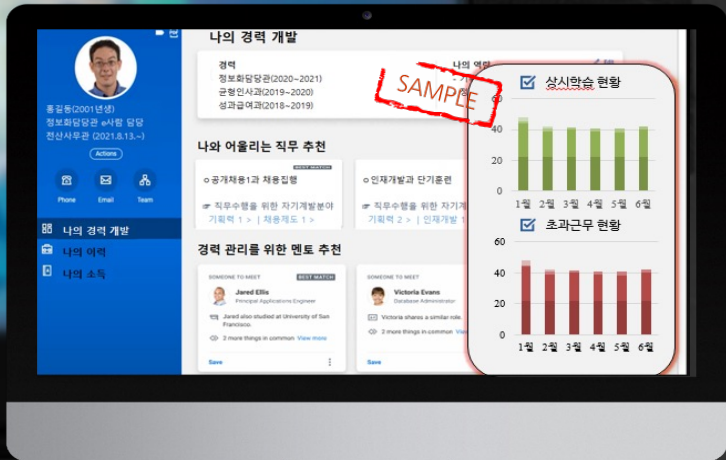 홍길동(2001년생)
정보화담당관 e사람 담당
전산사무관 (2021.8.13.~)
Actions
Phone Email Team
나의 경력 개발
나의 이력
나의 소득
나의 경력 개발
경력
정보화담당관(2020~2021)
균형인사과(2019~2020)
성과급여과(2018~2019)
나의 역량
SAMPLE
나와 어울리는 직무 추천
BEST MATCH
공개채용1과 채용집행
☞ 직무수행을 위한 자기계발분야
기획력 1 > | 채용제도 1 >
인재개발과 단기훈련
☞ 직무수행을 위한 자기계
기획력 2 > | 인재개발 1
경력 관리를 위한 멘토 추천
SOMEONE TO MEET BEST MATCH
Jared Ellis
Principal Applications Engineer
Jared also studied at University of San
Francisco.
2 more things in common View more
Save
SOMEONE TO MEET
Victoria Evans
Database Administrator
Victoria shares a similar role.
2 more things in common View
Save
상시학습 현황
60
40
20
0
1월 2월 3월 4월 5월 6월
초과근무 현황
60
40
20
0
1월 2월 3월 4월 5월 6월